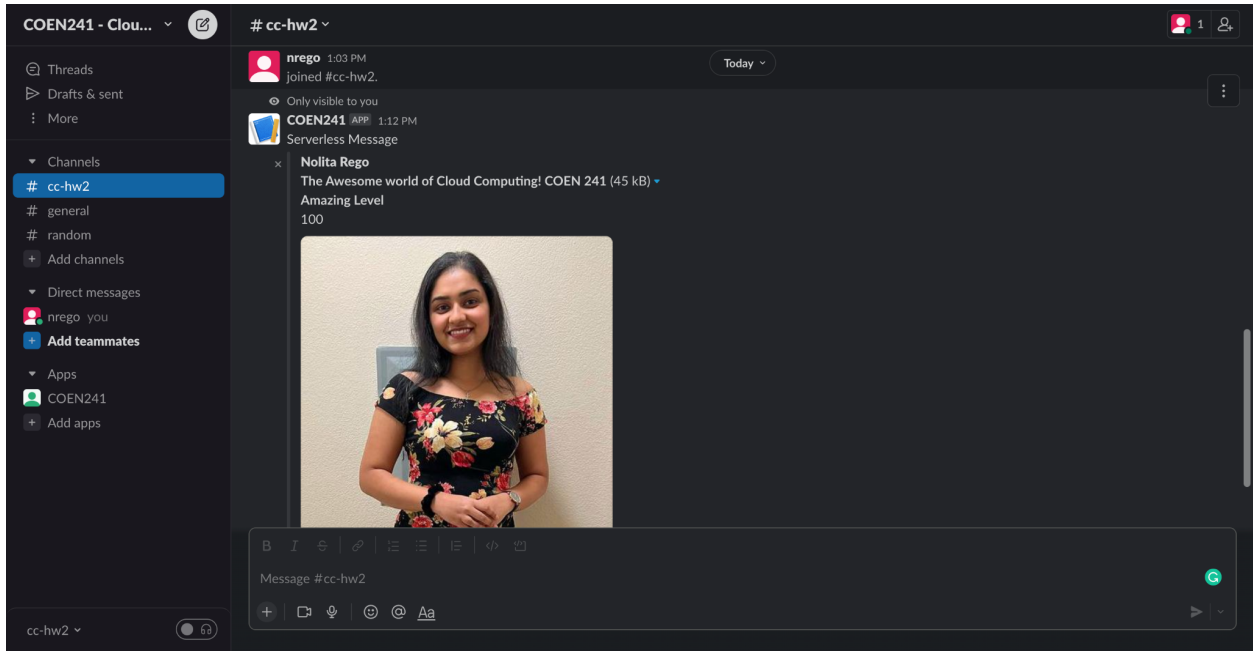 COEN241 - Clou...
Threads
Drafts & sent
More
Channels
# cc-hw2
# general
# random
+ Add channels
Direct messages
nrego you
+ Add teammates
Apps
COEN241
+ Add apps
cc-hw2
# cc-hw2
1
nrego 1:03 PM
joined #cc-hw2.
Today
Only visible to you
COEN241 APP 1:12 PM
Serverless Message
Nolita Rego
The Awesome world of Cloud Computing! COEN 241 (45 kB)
Amazing Level
100
B I S
Message #cc-hw2
+ @ Aa